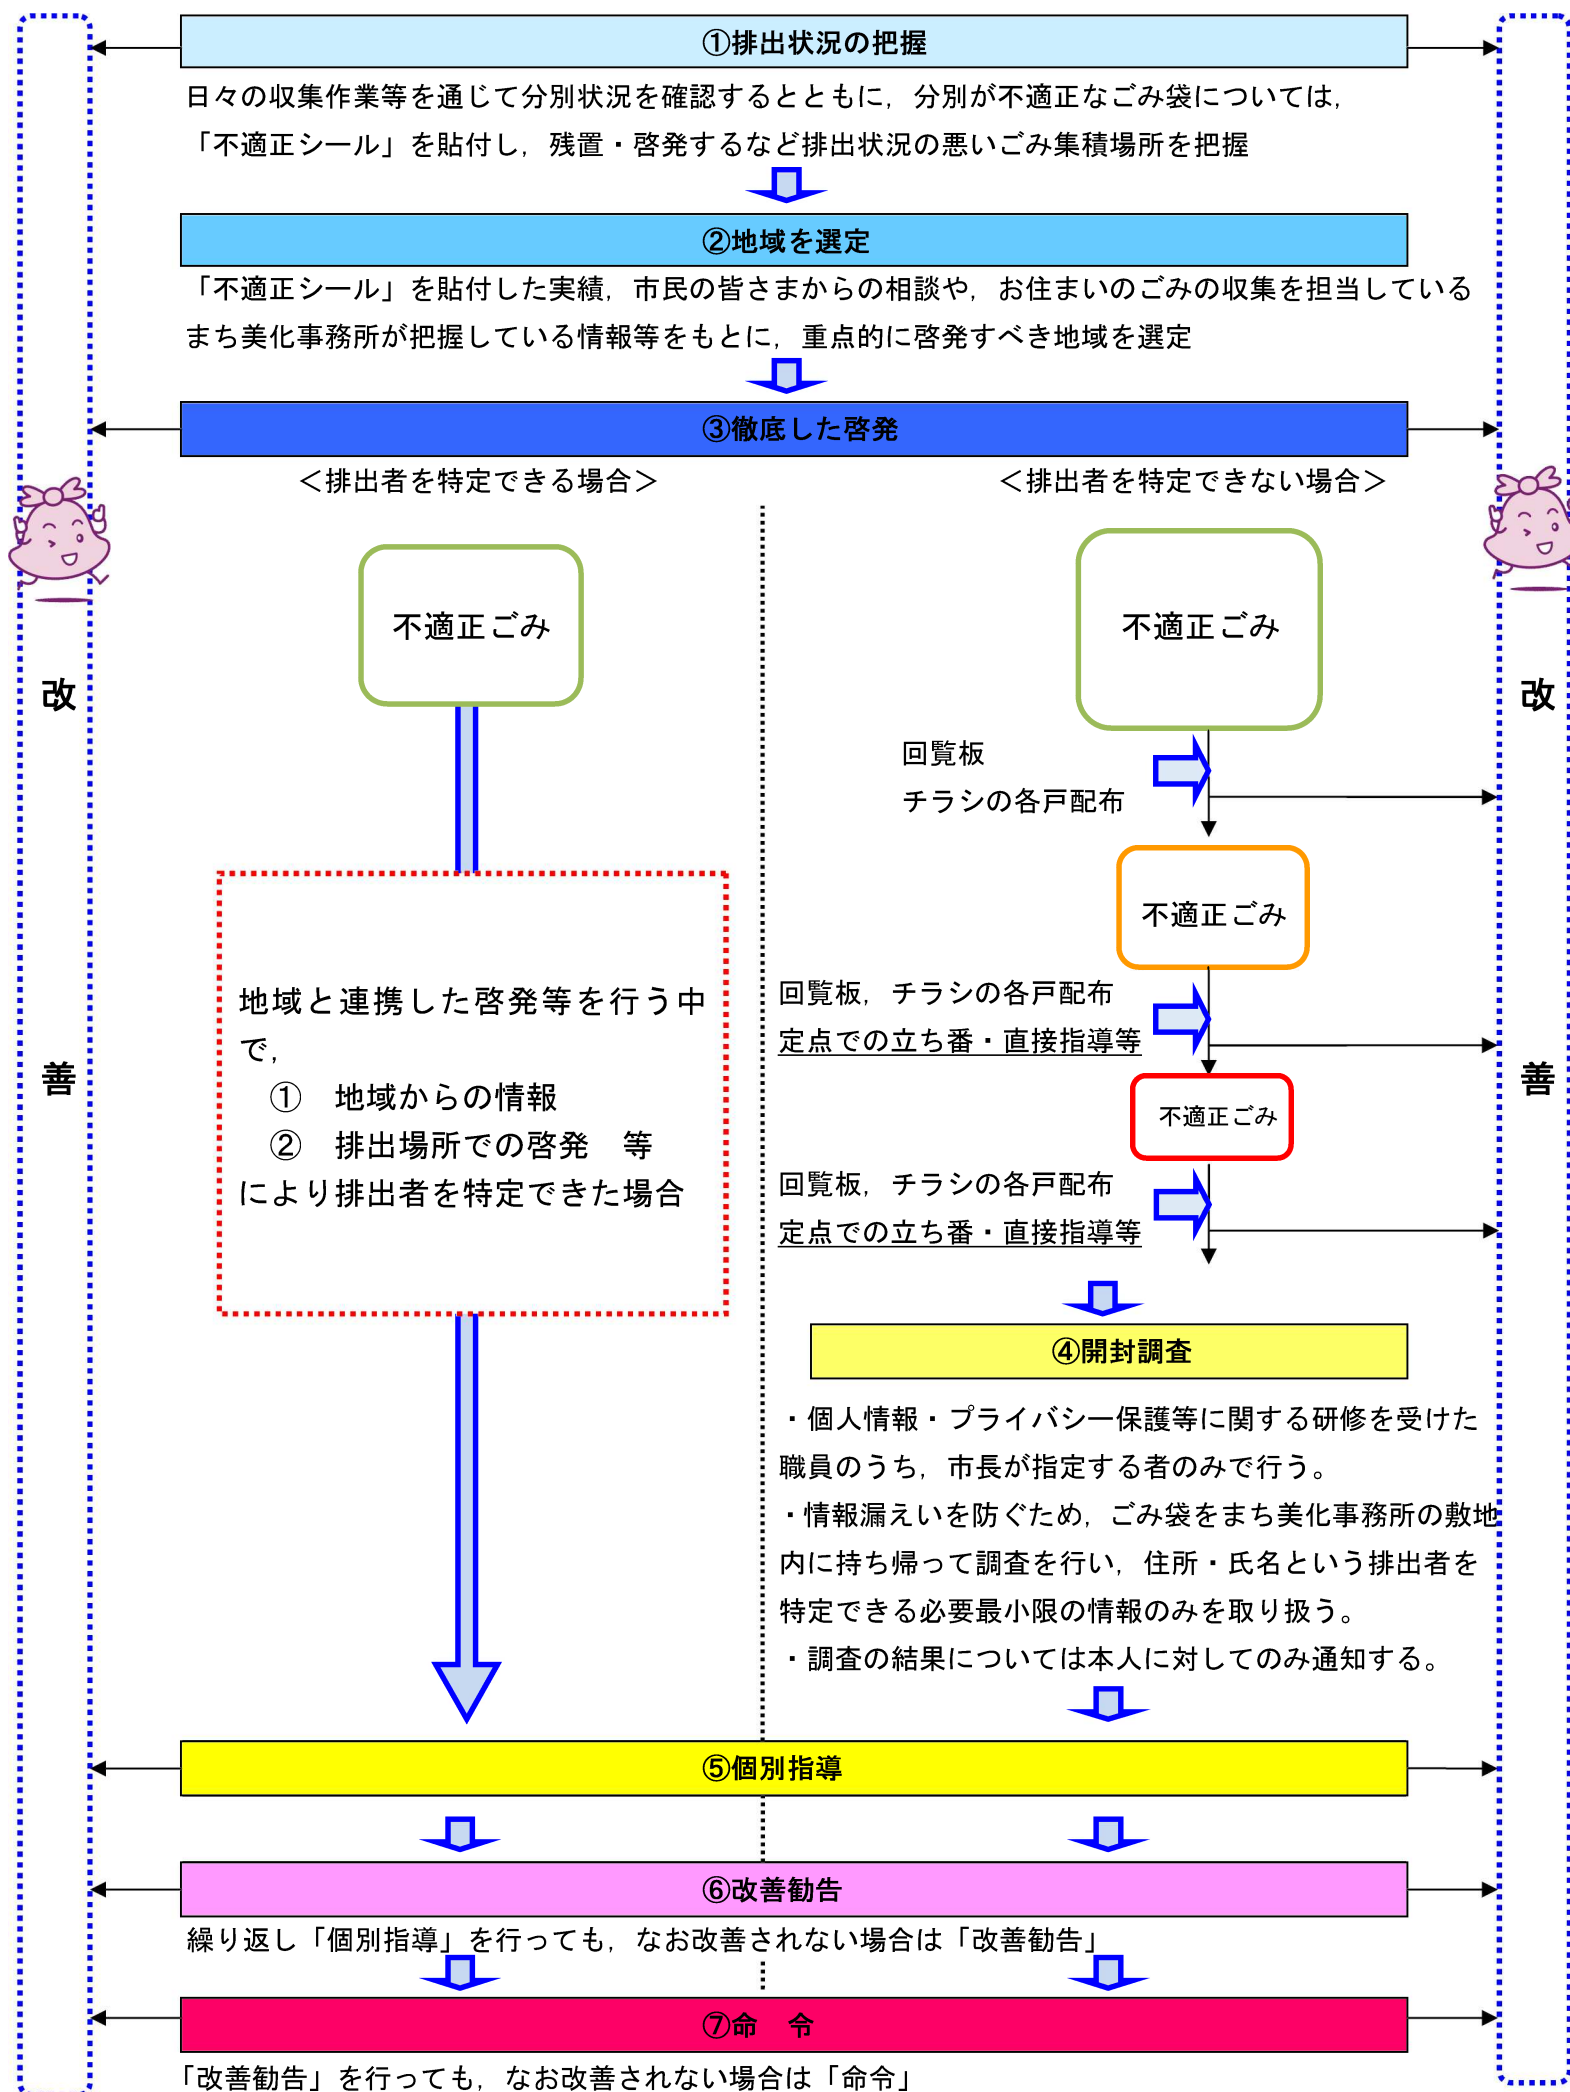 ①排出状況の把握
日々の収集作業等を通じて分別状況を確認するとともに，分別が不適正なごみ袋については，
「不適正シール」を貼付し，残置・啓発するなど排出状況の悪いごみ集積場所を把握
②地域を選定
「不適正シール」を貼付した実績，市民の皆さまからの相談や，お住まいのごみの収集を担当している
まち美化事務所が把握している情報等をもとに，重点的に啓発すべき地域を選定
③徹底した啓発
＜排出者を特定できる場合＞
不適正ごみ
地域と連携した啓発等を行う中
で，
①　地域からの情報
②　排出場所での啓発　等
により排出者を特定できた場合
＜排出者を特定できない場合＞
不適正ごみ
回覧板
チラシの各戸配布
不適正ごみ
回覧板，チラシの各戸配布
定点での立ち番・直接指導等
不適正ごみ
回覧板，チラシの各戸配布
定点での立ち番・直接指導等
④開封調査
・個人情報・プライバシー保護等に関する研修を受けた
職員のうち，市長が指定する者のみで行う。
・情報漏えいを防ぐため，ごみ袋をまち美化事務所の敷地
内に持ち帰って調査を行い，住所・氏名という排出者を
特定できる必要最小限の情報のみを取り扱う。
・調査の結果については本人に対してのみ通知する。
⑤個別指導
⑥改善勧告
繰り返し「個別指導」を行っても，なお改善されない場合は「改善勧告」
⑦命　令
「改善勧告」を行っても，なお改善されない場合は「命令」
改
善
改
善